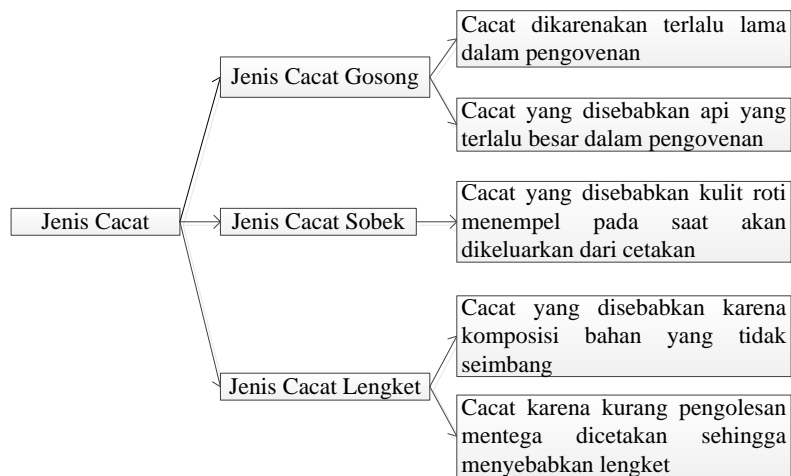 Cacat dikarenakan terlalu lama
dalam pengovenan
Jenis Cacat Gosong
Cacat yang disebabkan api yang
terlalu besar dalam pengovenan
Jenis Cacat
Jenis Cacat Sobek
Cacat yang disebabkan kulit roti
menempel pada saat akan
dikeluarkan dari cetakan
Cacat yang disebabkan karena
komposisi bahan yang tidak
seimbang
Jenis Cacat Lengket
Cacat karena kurang pengolesan
mentega dicetakan sehingga
menyebabkan lengket